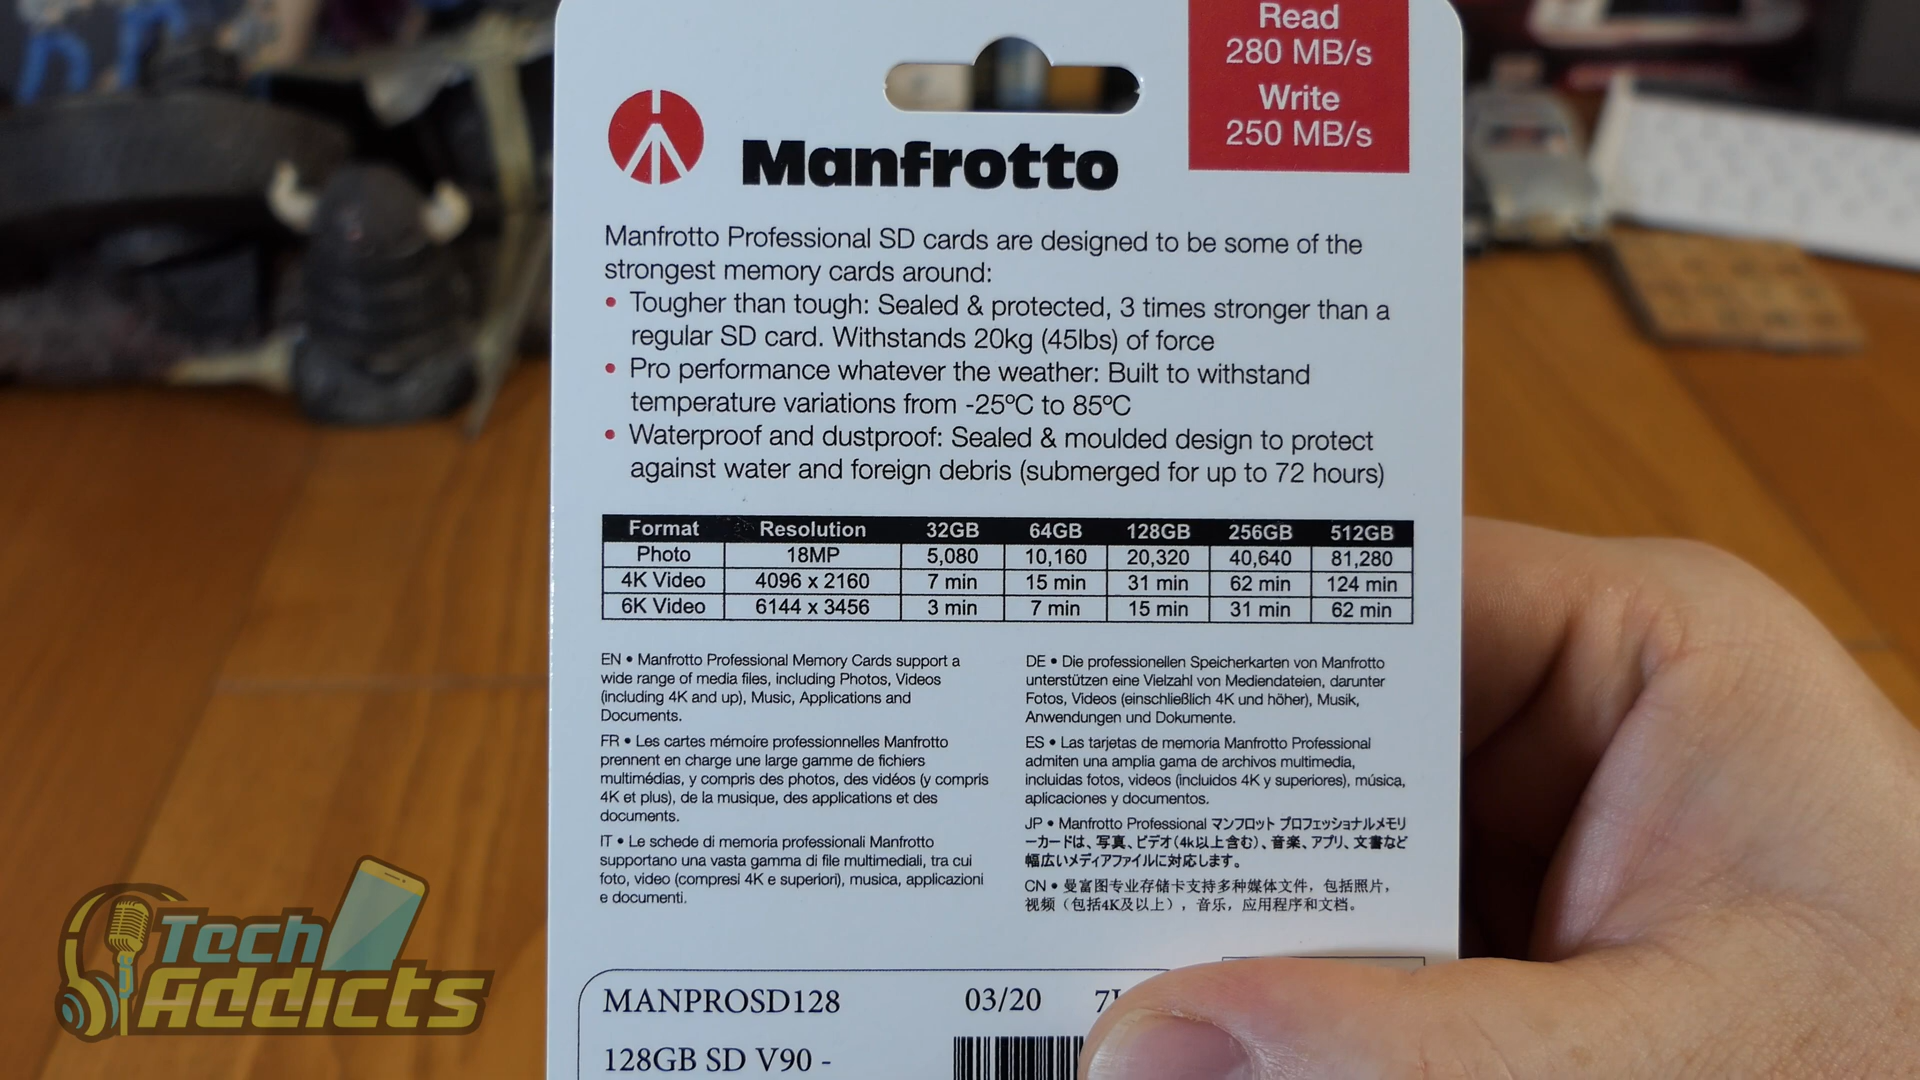 Read
280 MB/s
Write
250 MB/s
Manfrotto
Manfrotto Professional SD cards are designed to be some of the
strongest memory cards around:
• Tougher than tough: Sealed & protected, 3 times stronger than a
regular SD card. Withstands 20kg (45lbs) of force
• Pro performance whatever the weather: Built to withstand
temperature variations from -25ºC to 85ºC
• Waterproof and dustproof: Sealed & moulded design to protect
against water and foreign debris (submerged for up to 72 hours)
Format Resolution 32GB 64GB 128GB 256GB 512GB
Photo 18MP 5,080 10,160 20,320 40,640 81,280
4K Video 4096 x 2160 7 min 15 min 31 min 62 min 124 min
6K Video 6144 x 3456 3 min 7 min 15 min 31 min 62 min
EN • Manfrotto Professional Memory Cards support a
wide range of media files, including Photos, Videos
(including 4K and up), Music, Applications and
Documents.
FR • Les cartes mémoire professionnelles Manfrotto
prennent en charge une large gamme de fichiers
multimédias, y compris des photos, des vidéos (y compris
4K et plus), de la musique, des applications et des
documents.
IT • Le schede di memoria professionali Manfrotto
supportano una vasta gamma di file multimediali, tra cui
foto, video (compresi 4K e superiori), musica, applicazioni
e documenti.
DE • Die professionellen Speicherkarten von Manfrotto
unterstützen eine Vielzahl von Mediendateien, darunter
Fotos, Videos (einschließlich 4K und höher), Musik,
Anwendungen und Dokumente.
ES • Las tarjetas de memoria Manfrotto Professional
admiten una amplia gama de archivos multimedia,
incluidas fotos, videos (incluidos 4K y superiores), música,
aplicaciones y documentos.
JP • Manfrotto Professional マンフロット プロフェッショナルメモリ
ーカードは、写真、ビデオ(4k以上含む)、音楽、アプリ、文書など
幅広いメディアファイルに対応します。
CN • 曼富图专业存储卡支持多种媒体文件，包括照片，
视频（包括4K及以上），音乐，应用程序和文档。
MANPROSD128 03/20
128GB SD V90 -
Tech
Addicts